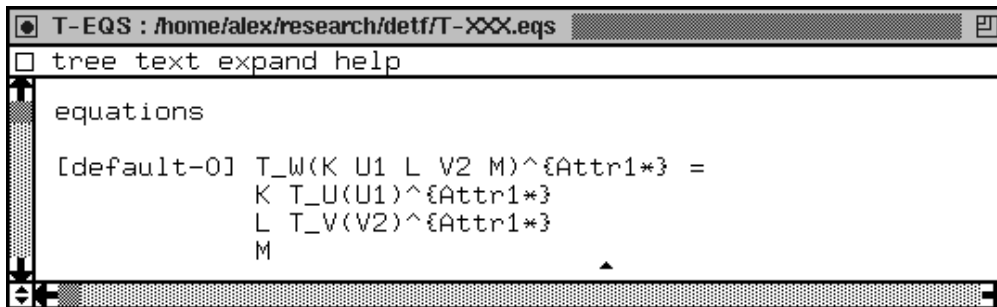 T-EQS : /home/alex/research/detf/T-XXX.eqs
tree text expand help
equations
[default-0] T_W(K U1 L V2 M)^{Attr1*} =
K T_U(U1)^{Attr1*}
L T_V(V2)^{Attr1*}
M